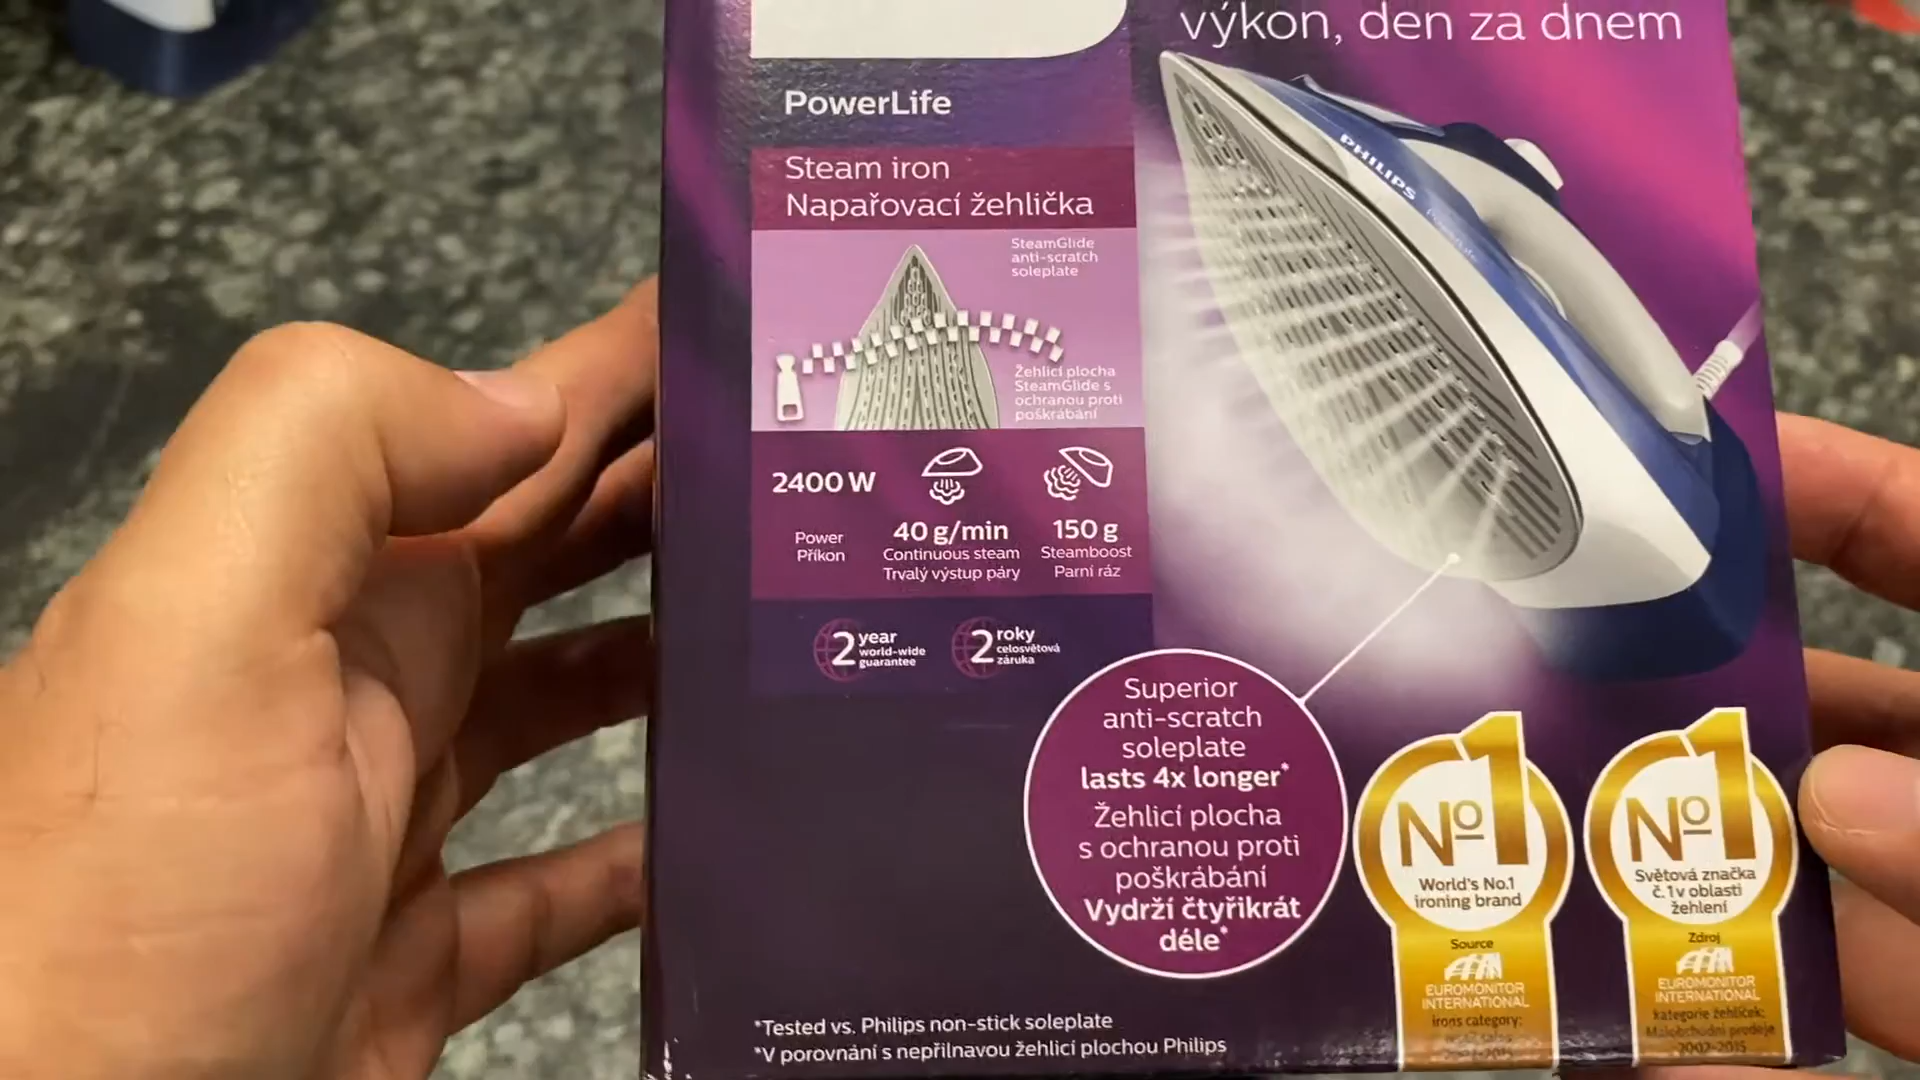 výkon, den za dnem
PowerLife
Steam iron
Napařovací žehlička
SteamGlide
anti-scratch
soleplate
Žehlicí plocha
SteamGlide s
ochranou proti
poškrábání
PHILIPS
PowerLife
2400 W
Power
Příkon
40 g/min
Continuous steam
Trvalý výstup páry
150 g
Steamboost
Parní ráz
2 year
world-wide
guarantee
2 roky
celosvětová
záruka
Superior
anti-scratch
soleplate
lasts 4x longer*
Žehlicí plocha
s ochranou proti
poškrábání
Vydrží čtyřikrát
déle*
No1
World's No.1
ironing brand
Source
EUROMONITOR
INTERNATIONAL
irons category:
No1
Světová značka
č. 1 v oblasti
žehlení
Zdroj
EUROMONITOR
INTERNATIONAL
kategorie žehliček:
Maloobchodní prodeje
2002-2015
*Tested vs. Philips non-stick soleplate
*V porovnání s nepřilnavou žehlicí plochou Philips